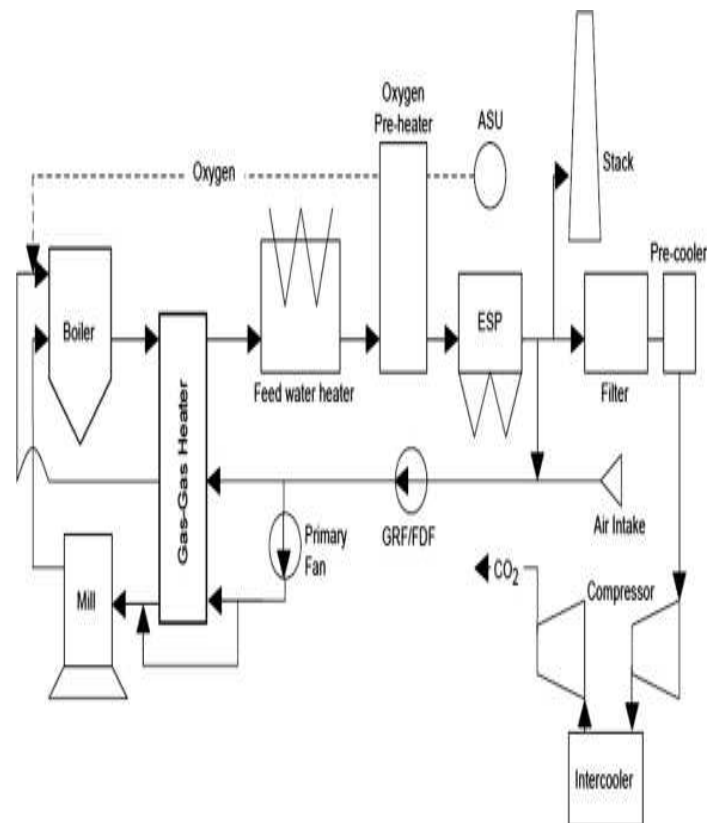 Oxygen
Pre-heater
ASU
Stack
Oxygen
Pre-cooler
Boiler
ESP
Feed water heater
Filter
Gas-Gas Heater
Primary
Fan
GRF/FDF
Air Intake
Mill
CO₂
Compressor
Intercooler